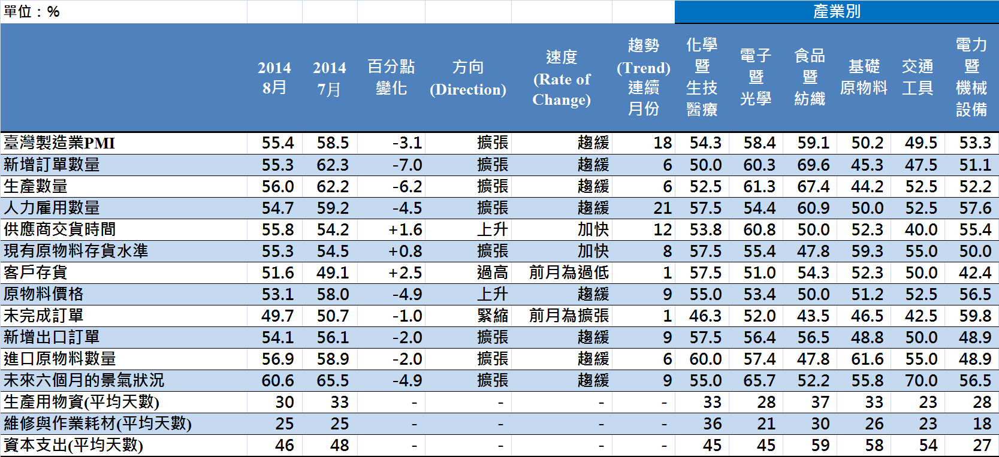 單位：% 產業別
2014 8月 2014 7月 百分點變化 方向(Direction) 速度(Rate of Change) 趨勢(Trend)連續月份 化學暨生技醫療 電子暨光學 食品暨紡織 基礎原物料 交通工具 電力暨機械設備
臺灣製造業PMI 55.4 58.5 -3.1 擴張 趨緩 18 54.3 58.4 59.1 50.2 49.5 53.3
新增訂單數量 55.3 62.3 -7.0 擴張 趨緩 6 50.0 60.3 69.6 45.3 47.5 51.1
生產數量 56.0 62.2 -6.2 擴張 趨緩 6 52.5 61.3 67.4 44.2 52.5 52.2
人力雇用數量 54.7 59.2 -4.5 擴張 趨緩 21 57.5 54.4 60.9 50.0 52.5 57.6
供應商交貨時間 55.8 54.2 +1.6 上升 加快 12 53.8 60.8 50.0 52.3 40.0 55.4
現有原物料存貨水準 55.3 54.5 +0.8 擴張 加快 8 57.5 55.4 47.8 59.3 55.0 50.0
客戶存貨 51.6 49.1 +2.5 過高 前月為過低 1 57.5 51.0 54.3 52.3 50.0 42.4
原物料價格 53.1 58.0 -4.9 上升 趨緩 9 55.0 53.4 50.0 51.2 52.5 56.5
未完成訂單 49.7 50.7 -1.0 緊縮 前月為擴張 1 46.3 52.0 43.5 46.5 42.5 59.8
新增出口訂單 54.1 56.1 -2.0 擴張 趨緩 9 57.5 56.4 56.5 48.8 50.0 48.9
進口原物料數量 56.9 58.9 -2.0 擴張 趨緩 6 60.0 57.4 47.8 61.6 55.0 48.9
未來六個月的景氣狀況 60.6 65.5 -4.9 擴張 趨緩 9 55.0 65.7 52.2 55.8 70.0 56.5
生產用物資(平均天數) 30 33 - - - - 33 28 37 33 23 28
維修與作業耗材(平均天數) 25 25 - - - - 36 21 30 26 23 18
資本支出(平均天數) 46 48 - - - - 45 45 59 58 54 27